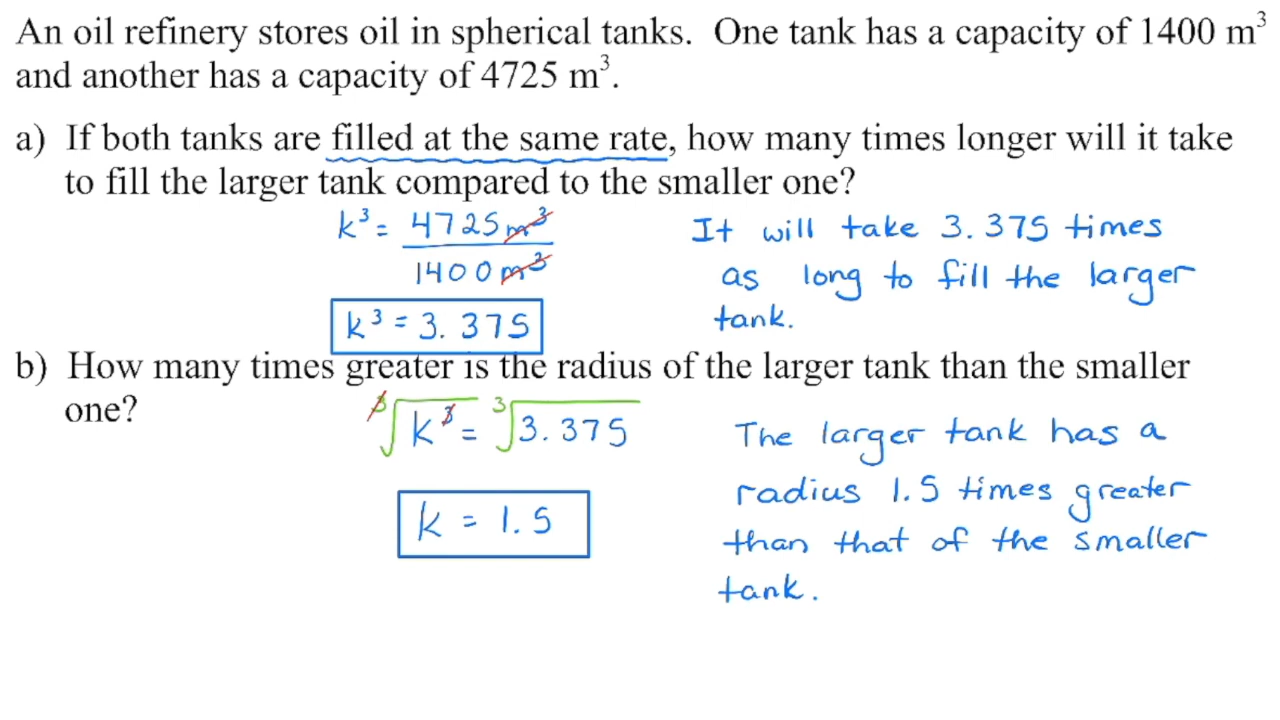 An oil refinery stores oil in spherical tanks. One tank has a capacity of 1400 m³
and another has a capacity of 4725 m³.
a) If both tanks are filled at the same rate, how many times longer will it take
to fill the larger tank compared to the smaller one?
k³ = 4725 m³
1400 m³
k³ = 3.375
It will take 3.375 times
as long to fill the larger
tank.
b) How many times greater is the radius of the larger tank than the smaller
one?
³√k³ = ³√3.375
k = 1.5
The larger tank has a
radius 1.5 times greater
than that of the smaller
tank.